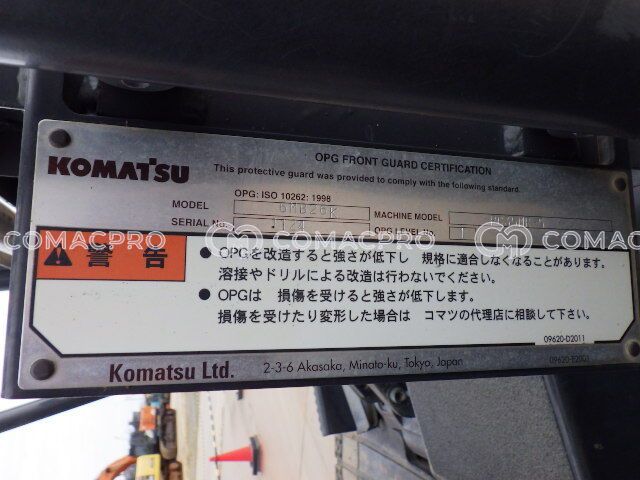 KOMATSU
OPG FRONT GUARD CERTIFICATION
This protective guard was provided to comply with the following standard.
OPG: ISO 10262: 1998
MODEL MACHINE MODEL
SERIAL No. OPG LEVEL No. 1
警告
● OPGを改造すると強さが低下し 規格に適合しなくなることがあります。
溶接やドリルによる改造は行わないでください。
● OPGは 損傷を受けると強さが低下します。
損傷を受けたり変形した場合は コマツの代理店に相談して下さい。
09620-D2011
Komatsu Ltd. 2-3-6 Akasaka, Minato-ku, Tokyo, Japan
09620-E2001
COMACPRO COMACPRO COMACPRO